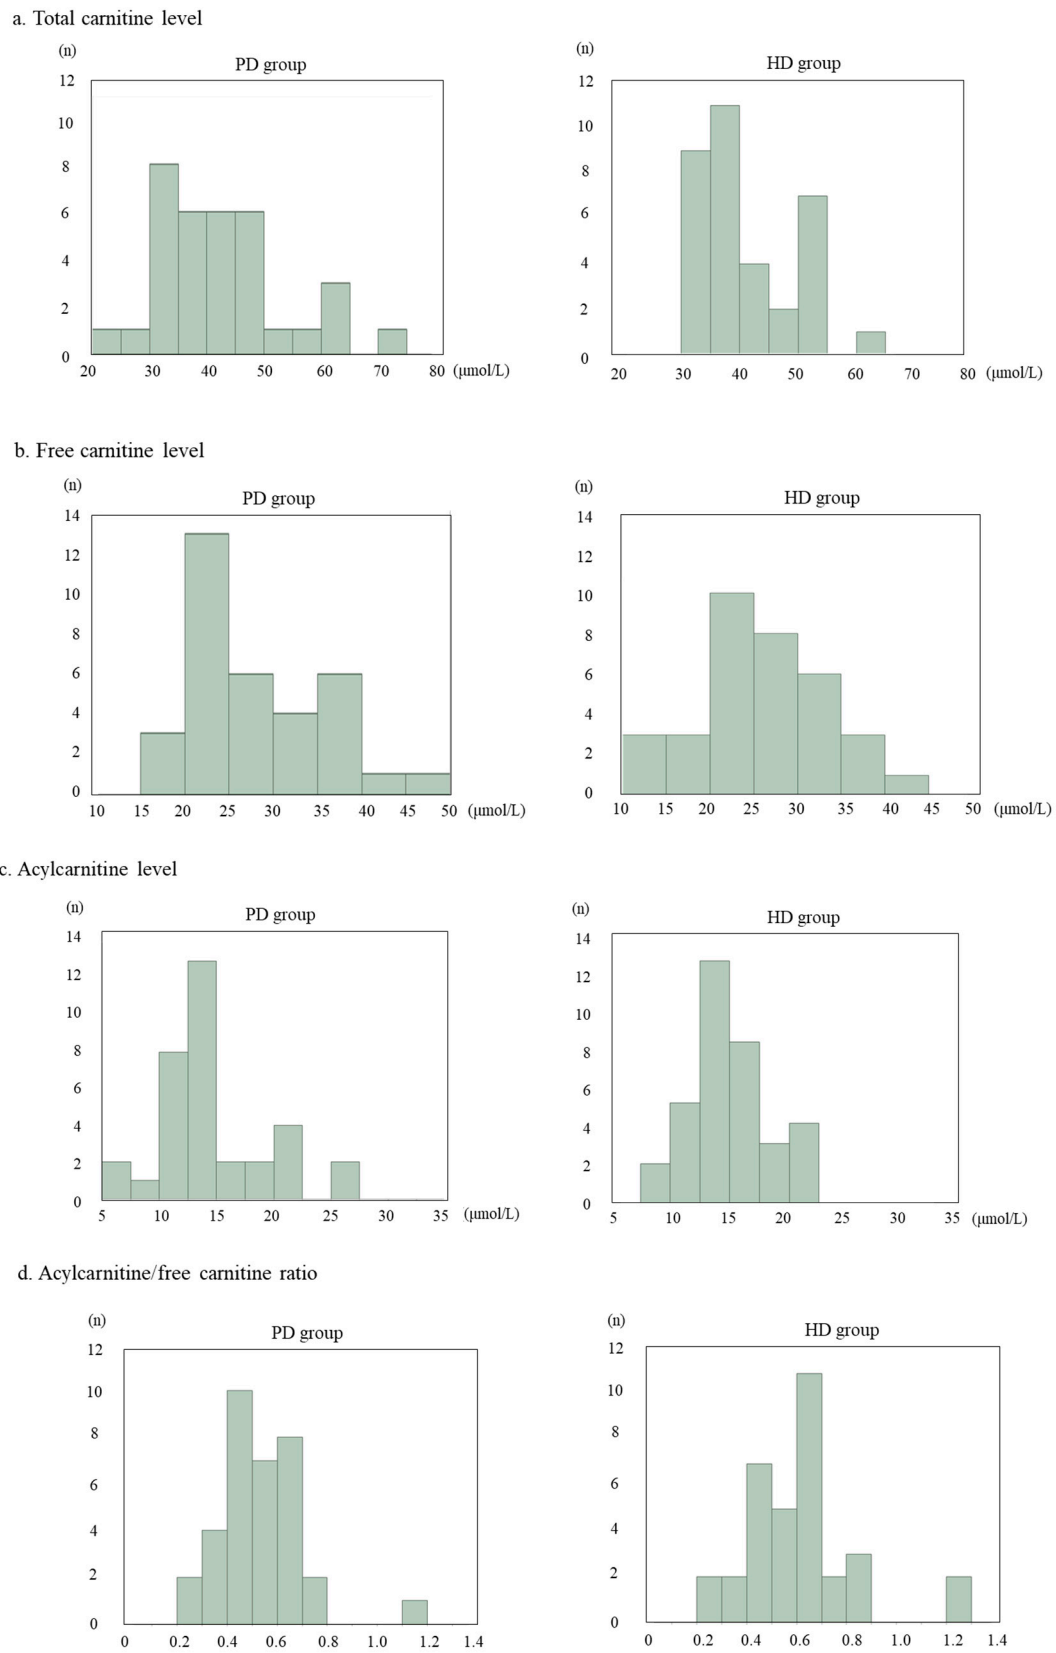 a. Total carnitine level
(n)
PD group
12
10
8
6
4
2
0
20 30 40 50 60 70 80 (μmol/L)
(n)
HD group
12
10
8
6
4
2
0
20 30 40 50 60 70 80 (μmol/L)
b. Free carnitine level
(n)
PD group
14
12
10
8
6
4
2
0
10 15 20 25 30 35 40 45 50 (μmol/L)
(n)
HD group
14
12
10
8
6
4
2
0
10 15 20 25 30 35 40 45 50 (μmol/L)
c. Acylcarnitine level
(n)
PD group
14
12
10
8
6
4
2
0
5 10 15 20 25 30 35 (μmol/L)
(n)
HD group
14
12
10
8
6
4
2
0
5 10 15 20 25 30 35 (μmol/L)
d. Acylcarnitine/free carnitine ratio
(n)
PD group
12
10
8
6
4
2
0
0 0.2 0.4 0.6 0.8 1.0 1.2 1.4
(n)
HD group
12
10
8
6
4
2
0
0 0.2 0.4 0.6 0.8 1.0 1.2 1.4